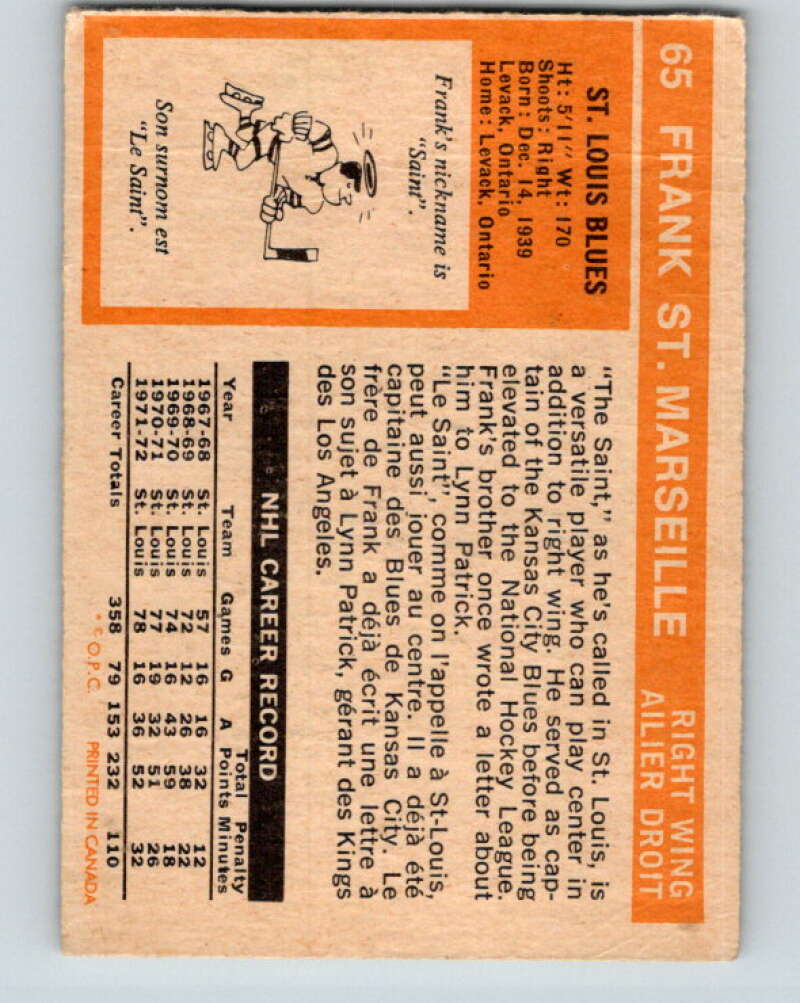 65 FRANK ST. MARSEILLE
RIGHT WING
AILIER DROIT
ST. LOUIS BLUES
Ht: 5'11" Wt: 170
Shoots: Right
Born: Dec. 14, 1939
Levack, Ontario
Home: Levack, Ontario
Frank's nickname is
"Saint".
Son surnom est
"Le Saint".
"The Saint," as he's called in St. Louis, is
a versatile player who can play center in
addition to right wing. He served as cap-
tain of the Kansas City Blues before being
elevated to the National Hockey League.
Frank's brother once wrote a letter about
him to Lynn Patrick.
"Le Saint", comme on l'appelle à St-Louis,
peut aussi jouer au centre. Il a déjà été
capitaine des Blues de Kansas City. Le
frère de Frank a déjà écrit une lettre à
son sujet à Lynn Patrick, gérant des Kings
des Los Angeles.
NHL CAREER RECORD
Total Penalty
Year Team Games G A Points Minutes
1967-68 St. Louis 57 16 16 32 12
1968-69 St. Louis 72 12 26 38 22
1969-70 St. Louis 74 16 43 59 18
1970-71 St. Louis 77 19 32 51 26
1971-72 St. Louis 78 16 36 52 32
Career Totals 358 79 153 232 110
* © O.P.C. PRINTED IN CANADA